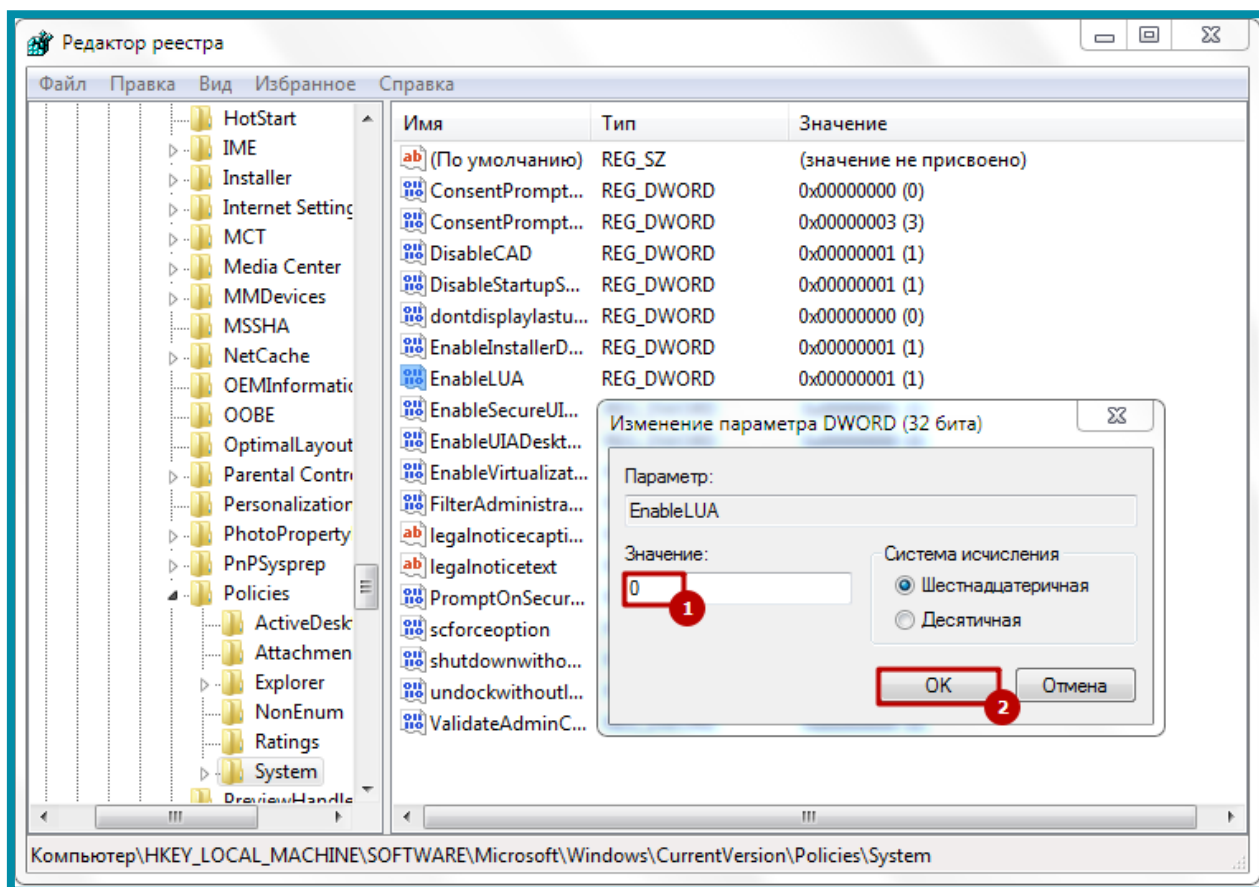 Редактор реестра
Файл Правка Вид Избранное Справка
HotStart
IME
Installer
Internet Setting
MCT
Media Center
MMDevices
MSSHA
NetCache
OEMInformatio
OOBE
OptimalLayout
Parental Contr
Personalization
PhotoProperty
PnPSysprep
Policies
ActiveDesk
Attachmen
Explorer
NonEnum
Ratings
System
PreviewHandle
Имя Тип Значение
(По умолчанию) REG_SZ (значение не присвоено)
ConsentPrompt... REG_DWORD 0x00000000 (0)
ConsentPrompt... REG_DWORD 0x00000003 (3)
DisableCAD REG_DWORD 0x00000001 (1)
DisableStartupS... REG_DWORD 0x00000001 (1)
dontdisplaylastu... REG_DWORD 0x00000000 (0)
EnableInstallerD... REG_DWORD 0x00000001 (1)
EnableLUA REG_DWORD 0x00000001 (1)
EnableSecureUI...
EnableUIADeskt...
EnableVirtualizat...
FilterAdministra...
legalnoticecapti...
legalnoticetext
PromptOnSecur...
scforceoption
shutdownwitho...
undockwithoutl...
ValidateAdminC...
Изменение параметра DWORD (32 бита)
Параметр:
EnableLUA
Значение:
0
1
Система исчисления
Шестнадцатеричная
Десятичная
OK Отмена
2
Компьютер\HKEY_LOCAL_MACHINE\SOFTWARE\Microsoft\Windows\CurrentVersion\Policies\System